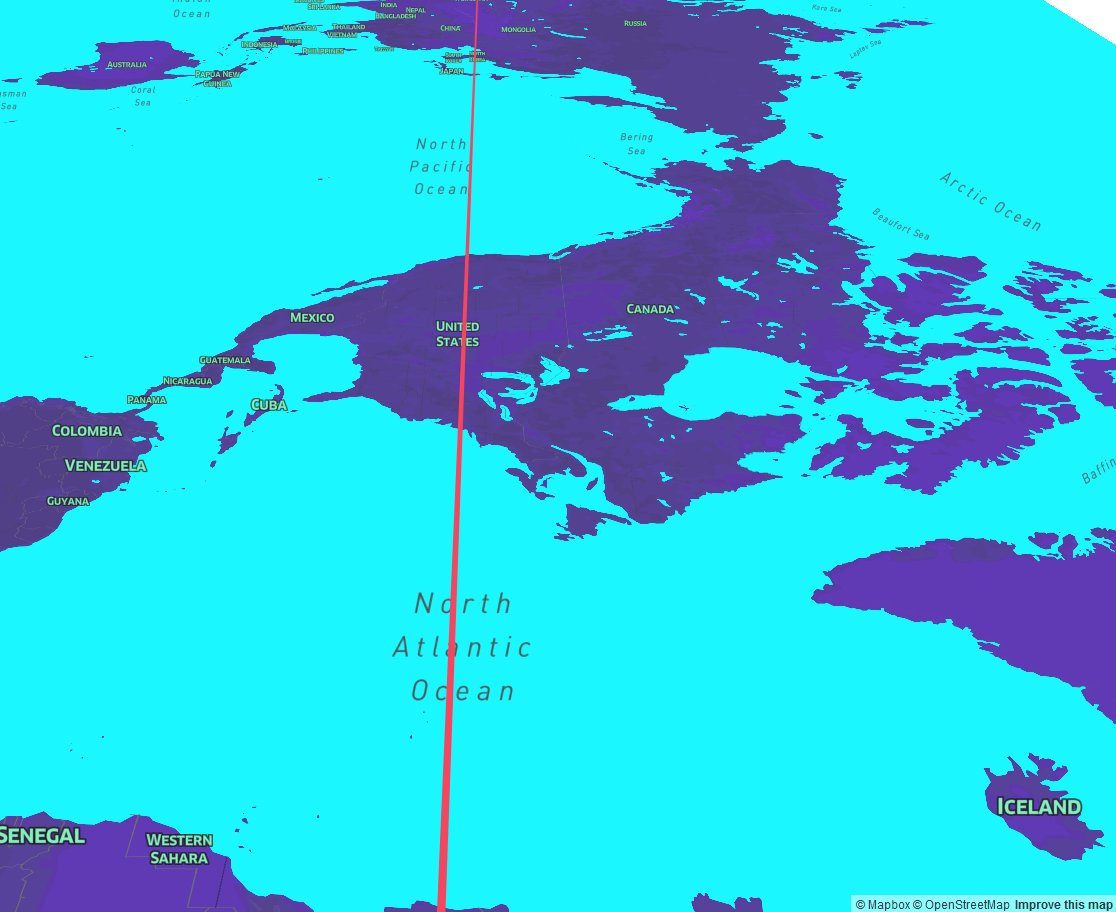 Indian
Ocean
SRI LANKA
INDIA
NEPAL
BANGLADESH
CHINA
MONGOLIA
RUSSIA
Kara Sea
MALAYSIA
THAILAND
VIETNAM
INDONESIA
PHILIPPINES
JAPAN
Laptev Sea
AUSTRALIA
PAPUA NEW
GUINEA
Coral
Sea
asman
Sea
North
Pacific
Ocean
Bering
Sea
Arctic Ocean
Beaufort Sea
MEXICO
UNITED
STATES
CANADA
GUATEMALA
NICARAGUA
PANAMA
CUBA
COLOMBIA
VENEZUELA
GUYANA
Baffin
North
Atlantic
Ocean
SENEGAL
WESTERN
SAHARA
ICELAND
© Mapbox © OpenStreetMap Improve this map